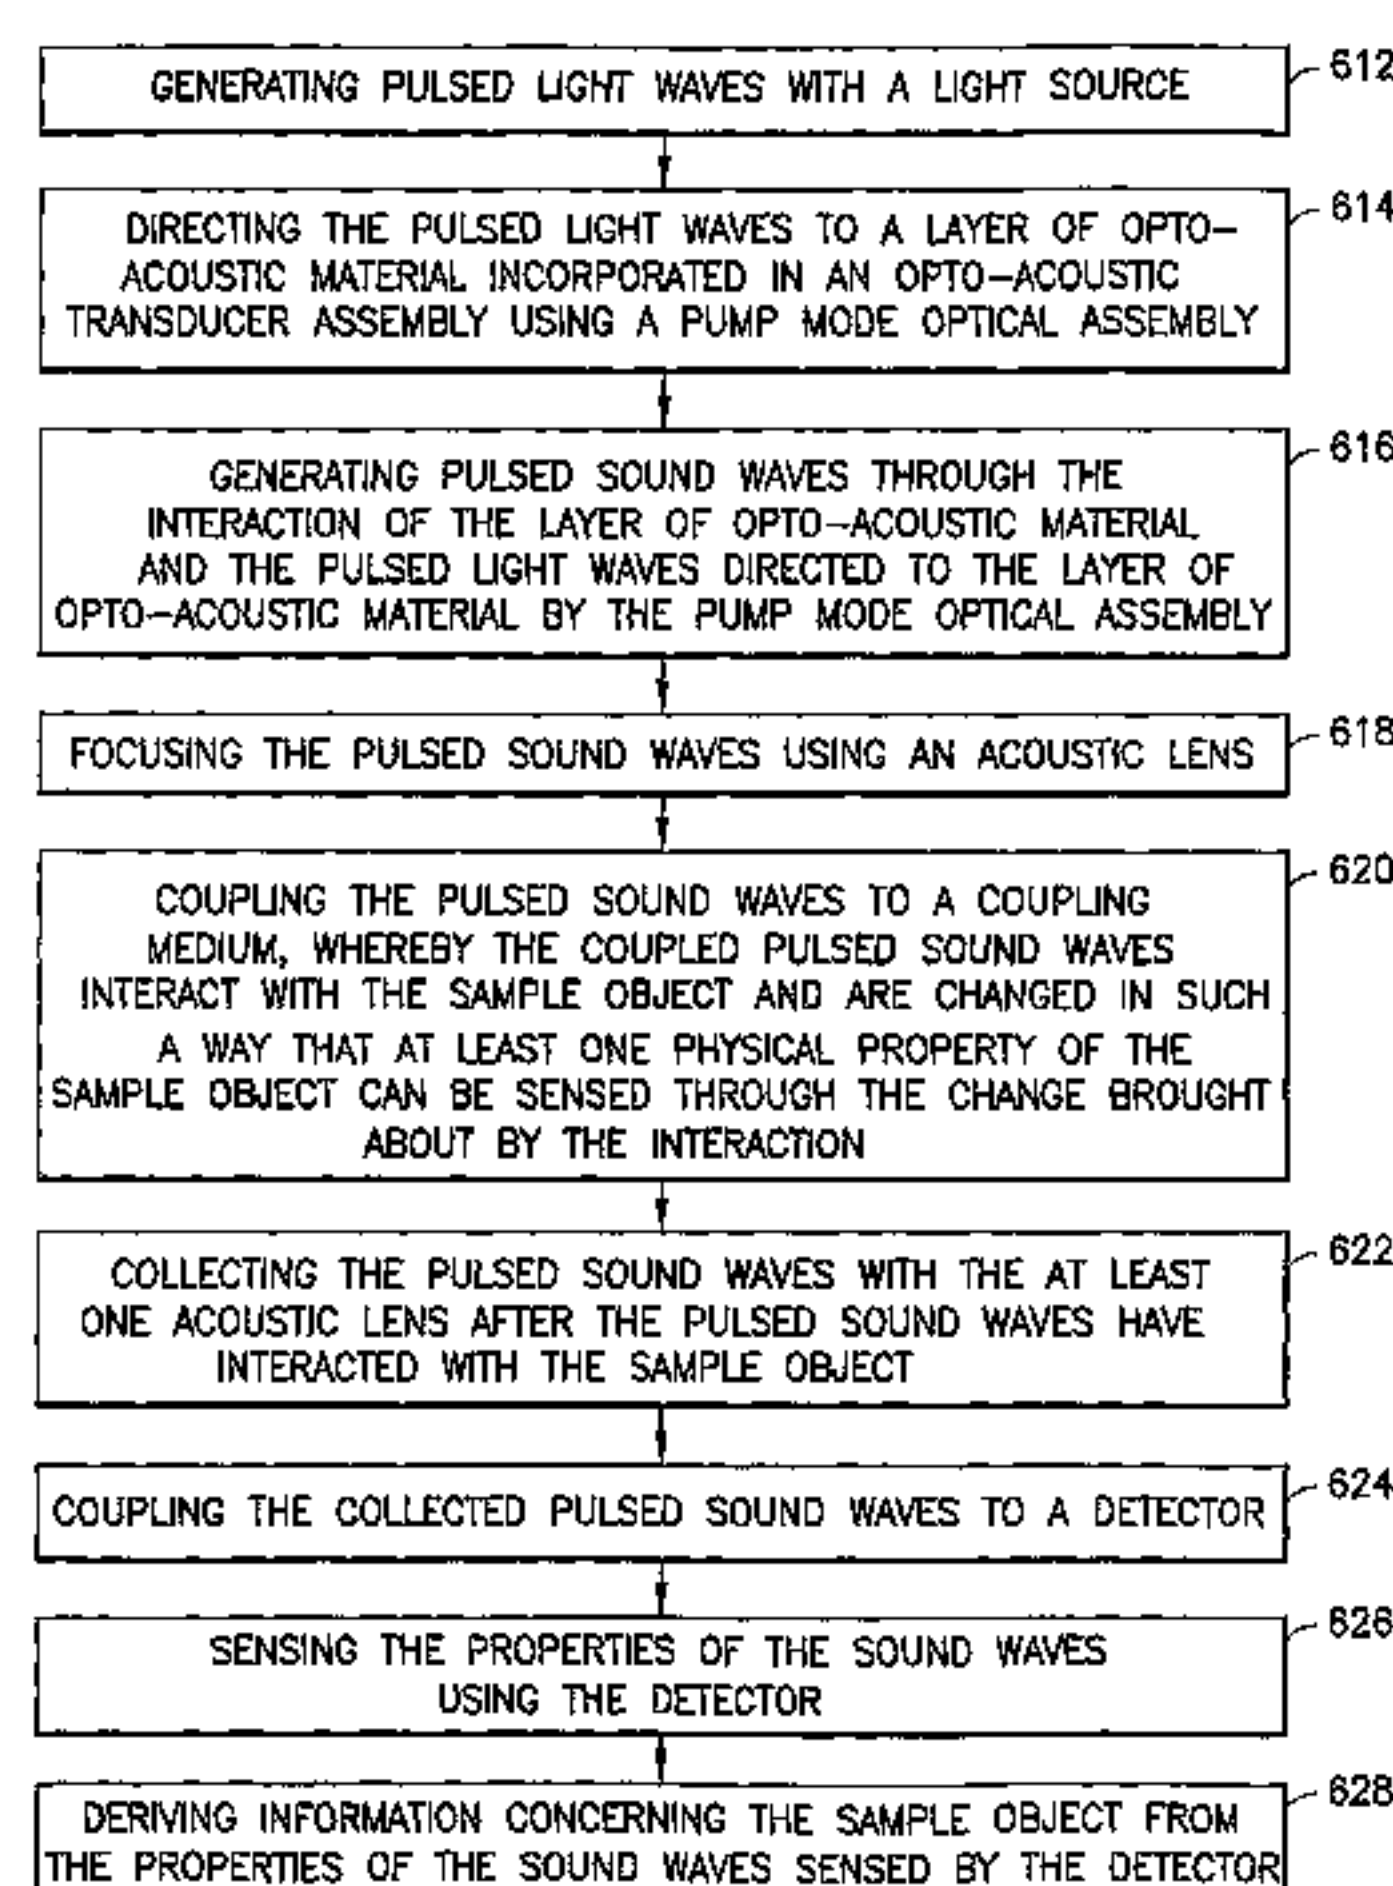 GENERATING PULSED LIGHT WAVES WITH A LIGHT SOURCE
612
DIRECTING THE PULSED LIGHT WAVES TO A LAYER OF OPTO-
ACOUSTIC MATERIAL INCORPORATED IN AN OPTO-ACOUSTIC
TRANSDUCER ASSEMBLY USING A PUMP MODE OPTICAL ASSEMBLY
614
GENERATING PULSED SOUND WAVES THROUGH THE
INTERACTION OF THE LAYER OF OPTO-ACOUSTIC MATERIAL
AND THE PULSED LIGHT WAVES DIRECTED TO THE LAYER OF
OPTO-ACOUSTIC MATERIAL BY THE PUMP MODE OPTICAL ASSEMBLY
616
FOCUSING THE PULSED SOUND WAVES USING AN ACOUSTIC LENS
618
COUPLING THE PULSED SOUND WAVES TO A COUPLING
MEDIUM, WHEREBY THE COUPLED PULSED SOUND WAVES
INTERACT WITH THE SAMPLE OBJECT AND ARE CHANGED IN SUCH
A WAY THAT AT LEAST ONE PHYSICAL PROPERTY OF THE
SAMPLE OBJECT CAN BE SENSED THROUGH THE CHANGE BROUGHT
ABOUT BY THE INTERACTION
620
COLLECTING THE PULSED SOUND WAVES WITH THE AT LEAST
ONE ACOUSTIC LENS AFTER THE PULSED SOUND WAVES HAVE
INTERACTED WITH THE SAMPLE OBJECT
622
COUPLING THE COLLECTED PULSED SOUND WAVES TO A DETECTOR
624
SENSING THE PROPERTIES OF THE SOUND WAVES
USING THE DETECTOR
626
DERIVING INFORMATION CONCERNING THE SAMPLE OBJECT FROM
THE PROPERTIES OF THE SOUND WAVES SENSED BY THE DETECTOR
628